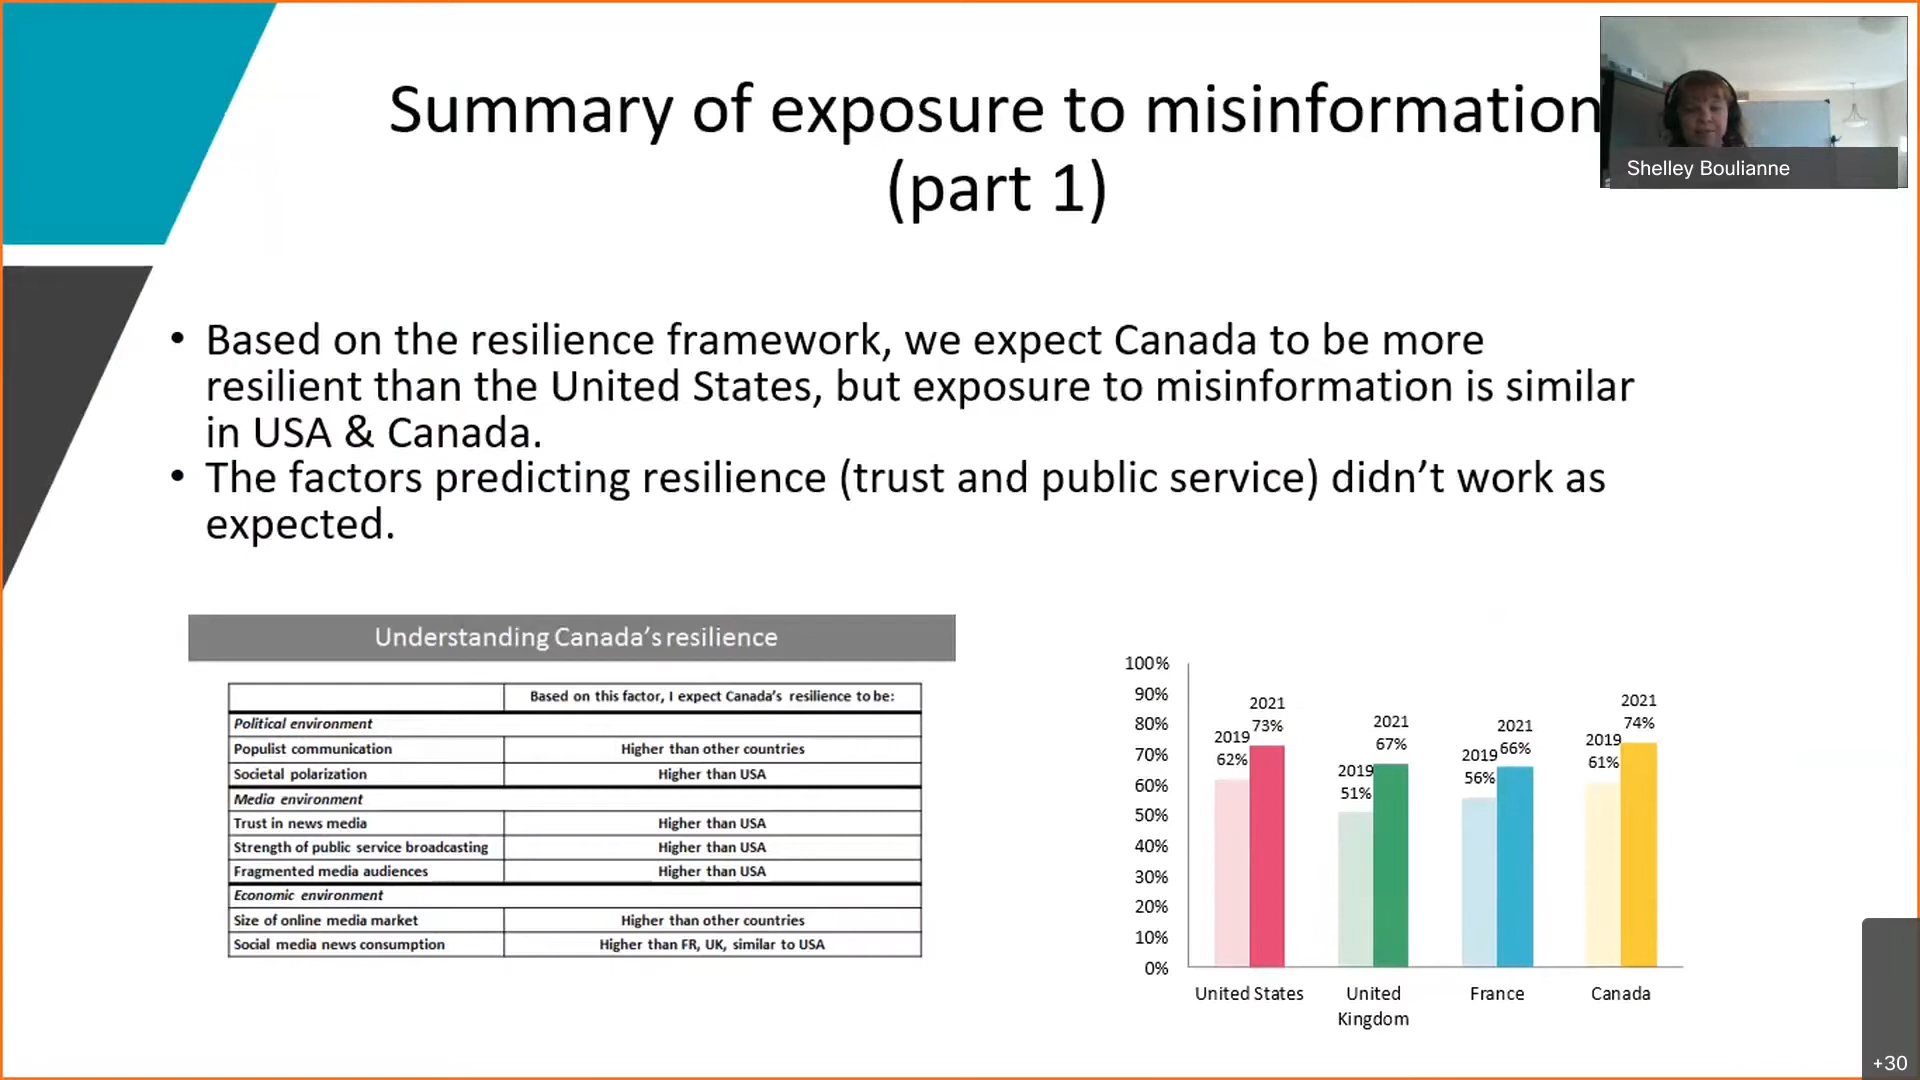 Summary of exposure to misinformation
(part 1)
Shelley Boulianne
• Based on the resilience framework, we expect Canada to be more
resilient than the United States, but exposure to misinformation is similar
in USA & Canada.
• The factors predicting resilience (trust and public service) didn’t work as
expected.
Understanding Canada’s resilience
Based on this factor, I expect Canada’s resilience to be:
Political environment
Populist communication Higher than other countries
Societal polarization Higher than USA
Media environment
Trust in news media Higher than USA
Strength of public service broadcasting Higher than USA
Fragmented media audiences Higher than USA
Economic environment
Size of online media market Higher than other countries
Social media news consumption Higher than FR, UK, similar to USA
100%
90%
80%
70%
60%
50%
40%
30%
20%
10%
0%
2019
62%
2021
73%
2019
51%
2021
67%
2019
56%
2021
66%
2019
61%
2021
74%
United States
United
Kingdom
France
Canada
+30